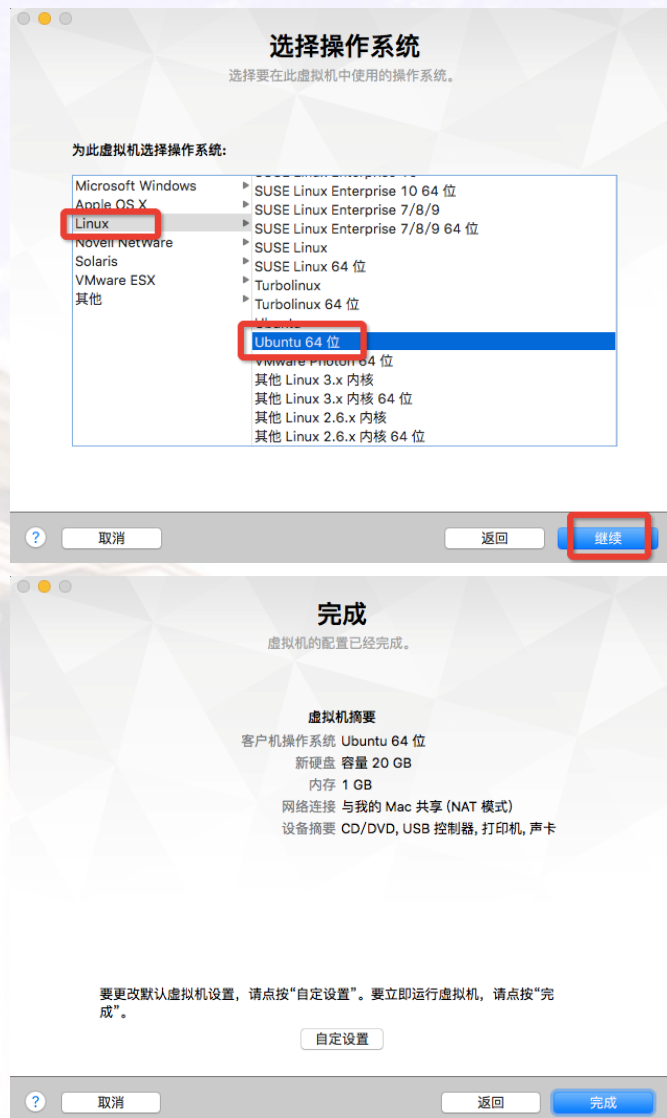 选择操作系统
选择要在此虚拟机中使用的操作系统。
为此虚拟机选择操作系统:
Microsoft Windows
Apple OS X
Linux
Novell NetWare
Solaris
VMware ESX
其他
SUSE Linux Enterprise 10 64 位
SUSE Linux Enterprise 7/8/9
SUSE Linux Enterprise 7/8/9 64 位
SUSE Linux
SUSE Linux 64 位
Turbolinux
Turbolinux 64 位
Ubuntu
Ubuntu 64 位
VMware Photon 64 位
其他 Linux 3.x 内核
其他 Linux 3.x 内核 64 位
其他 Linux 2.6.x 内核
其他 Linux 2.6.x 内核 64 位
? 取消 返回 继续
完成
虚拟机的配置已经完成。
虚拟机摘要
客户机操作系统 Ubuntu 64 位
新硬盘 容量 20 GB
内存 1 GB
网络连接 与我的 Mac 共享 (NAT 模式)
设备摘要 CD/DVD, USB 控制器, 打印机, 声卡
要更改默认虚拟机设置，请点按“自定设置”。要立即运行虚拟机，请点按“完
成”。
自定设置
? 取消 返回 完成